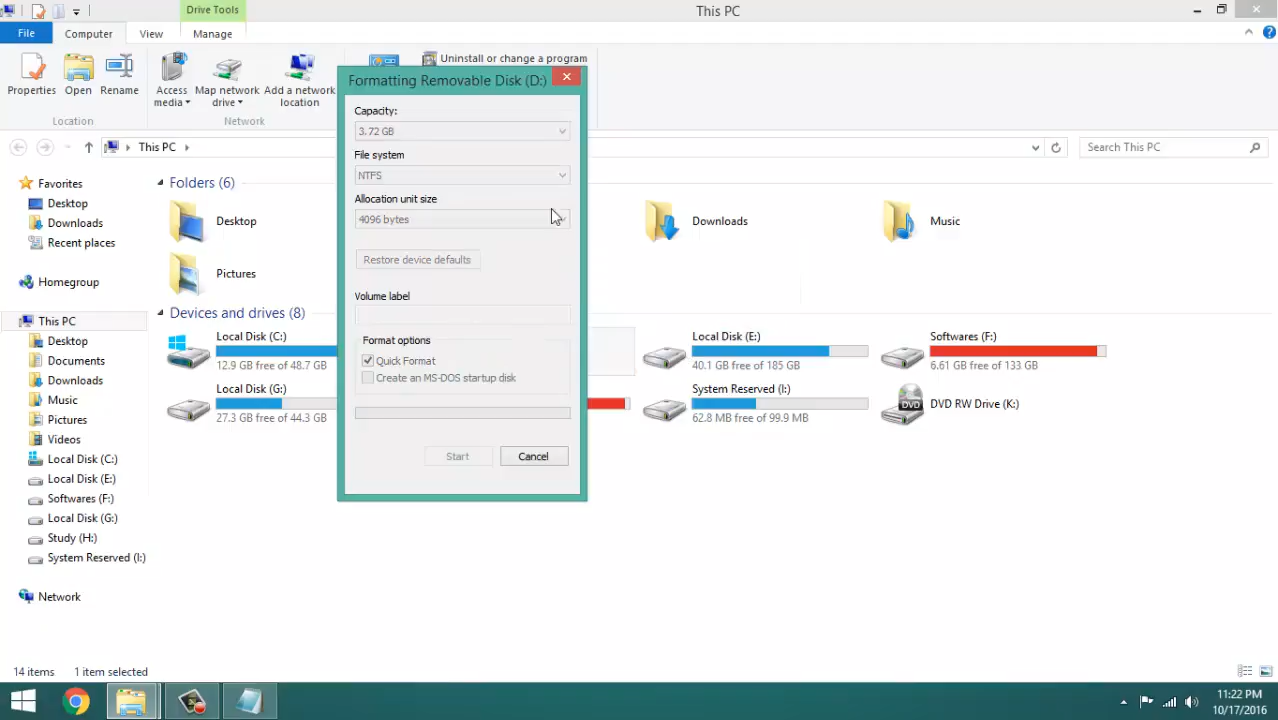 Drive Tools
This PC
File
Computer
View
Manage
Properties
Open
Rename
Access media
Map network drive
Add a network location
Uninstall or change a program
Location
Network
This PC
Search This PC
Formatting Removable Disk (D:)
Capacity:
3.72 GB
File system
NTFS
Allocation unit size
4096 bytes
Restore device defaults
Volume label
Format options
Quick Format
Create an MS-DOS startup disk
Start
Cancel
Favorites
Desktop
Downloads
Recent places
Homegroup
This PC
Desktop
Documents
Downloads
Music
Pictures
Videos
Local Disk (C:)
Local Disk (E:)
Softwares (F:)
Local Disk (G:)
Study (H:)
System Reserved (I:)
Network
Folders (6)
Desktop
Downloads
Music
Pictures
Devices and drives (8)
Local Disk (C:)
12.9 GB free of 48.7 GB
Local Disk (E:)
40.1 GB free of 185 GB
Softwares (F:)
6.61 GB free of 133 GB
Local Disk (G:)
27.3 GB free of 44.3 GB
System Reserved (I:)
62.8 MB free of 99.9 MB
DVD
DVD RW Drive (K:)
14 items
1 item selected
11:22 PM
10/17/2016